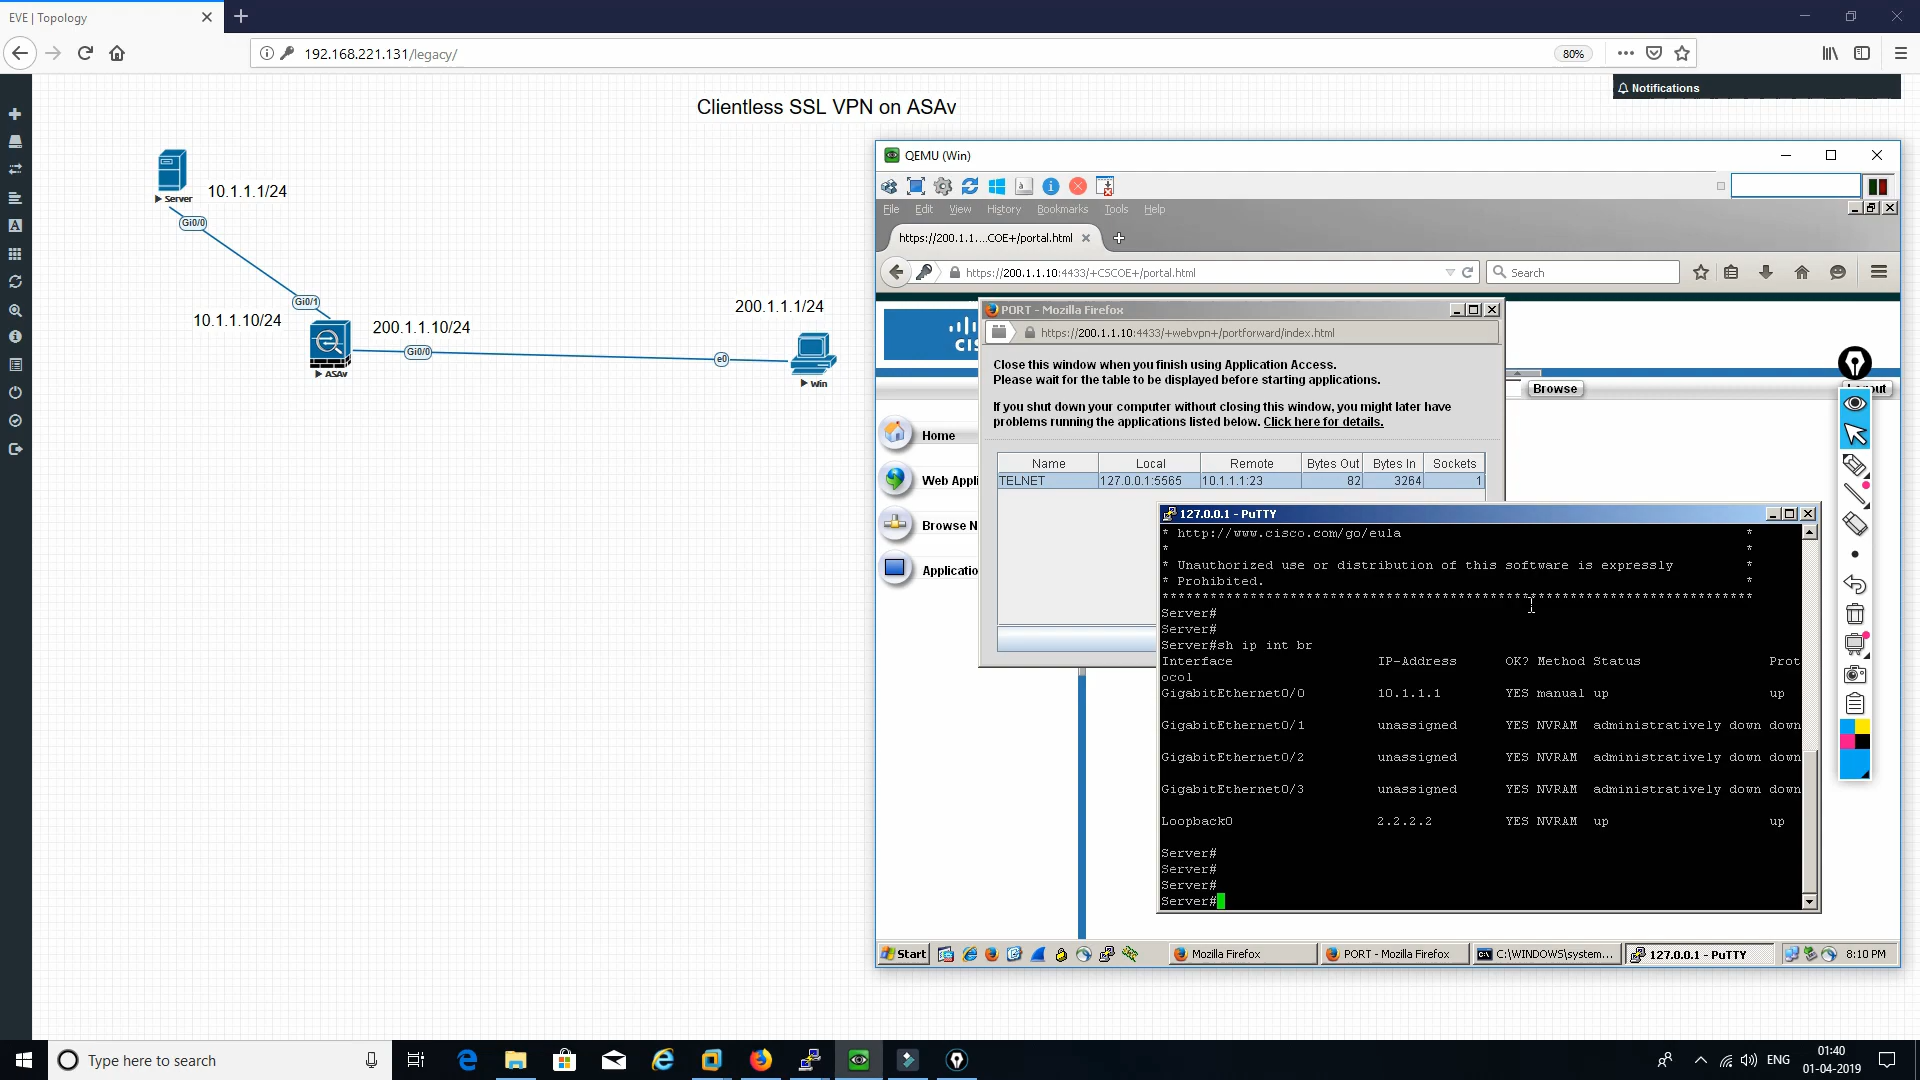 EVE | Topology
192.168.221.131/legacy/
80%
Notifications
Clientless SSL VPN on ASAv
Server
10.1.1.1/24
Gi0/0
Gi0/1
10.1.1.10/24
200.1.1.10/24
Gi0/0
ASAv
200.1.1.1/24
e0
Win
QEMU (Win)
File Edit View History Bookmarks Tools Help
https://200.1.1....COE+/portal.html
https://200.1.1.10:4433/+CSCOE+/portal.html
Search
Browse
Home
Web Appli
Browse N
Applicatio
PORT - Mozilla Firefox
https://200.1.1.10:4433/+webvpn+/portforward/index.html
Close this window when you finish using Application Access.
Please wait for the table to be displayed before starting applications.
If you shut down your computer without closing this window, you might later have
problems running the applications listed below. Click here for details.
Name Local Remote Bytes Out Bytes In Sockets
TELNET 127.0.0.1:5565 10.1.1.1:23 82 3264 1
127.0.0.1 - PuTTY
* http://www.cisco.com/go/eula *
* *
* Unauthorized use or distribution of this software is expressly *
* Prohibited. *
**************************************************************************
Server#
Server#
Server#sh ip int br
Interface IP-Address OK? Method Status Prot
ocol
GigabitEthernet0/0 10.1.1.1 YES manual up up
GigabitEthernet0/1 unassigned YES NVRAM administratively down down
GigabitEthernet0/2 unassigned YES NVRAM administratively down down
GigabitEthernet0/3 unassigned YES NVRAM administratively down down
Loopback0 2.2.2.2 YES NVRAM up up
Server#
Server#
Server#
Server#
Start
Mozilla Firefox
PORT - Mozilla Firefox
C:\WINDOWS\system...
127.0.0.1 - PuTTY
8:10 PM
Type here to search
ENG
01:40
01-04-2019